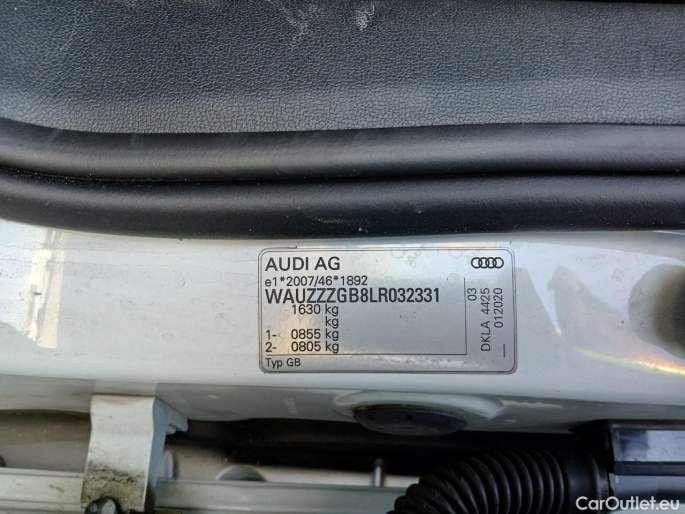 AUDI AG
e1*2007/46*1892
WAUZZZGB8LR032331
1630 kg
kg
1- 0855 kg
2- 0805 kg
Typ GB
03
DKLA 4425
012020
CarOutlet.eu